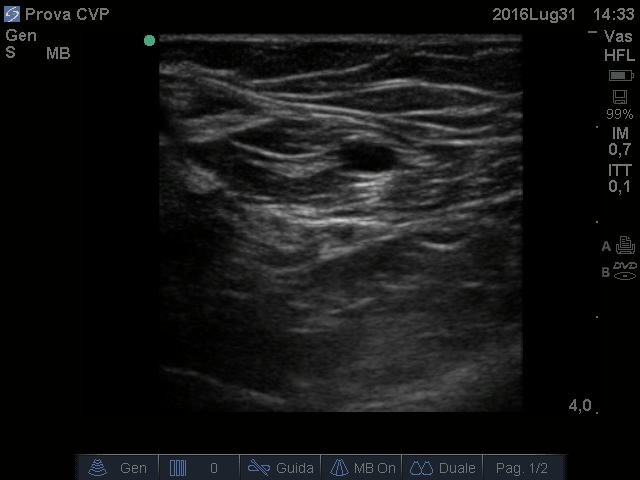 Prova CVP 2016Lug31 14:33
Gen Vas
S MB HFL
99%
IM
0,7
ITT
0,1
A
B DVD
4,0
Gen 0 Guida MB On Duale Pag. 1/2